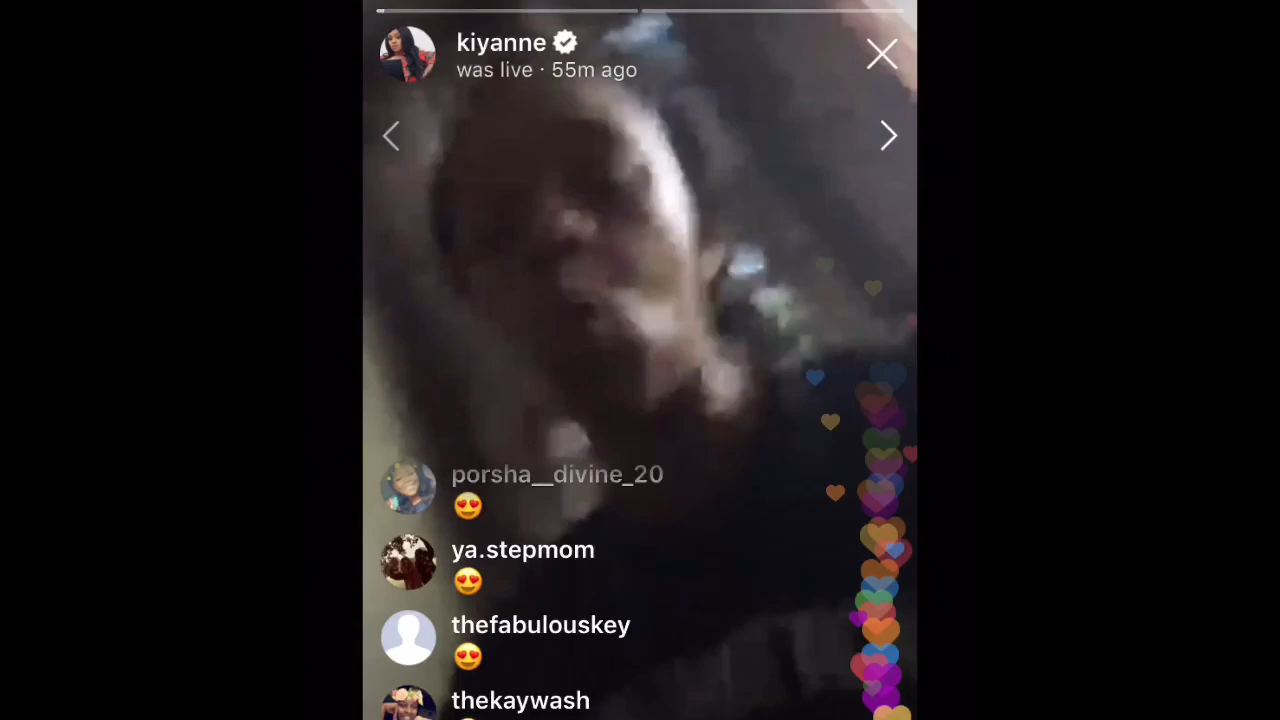 kiyanne
was live · 55m ago
porsha__divine_20
😍
ya.stepmom
😍
thefabulouskey
😍
thekaywash